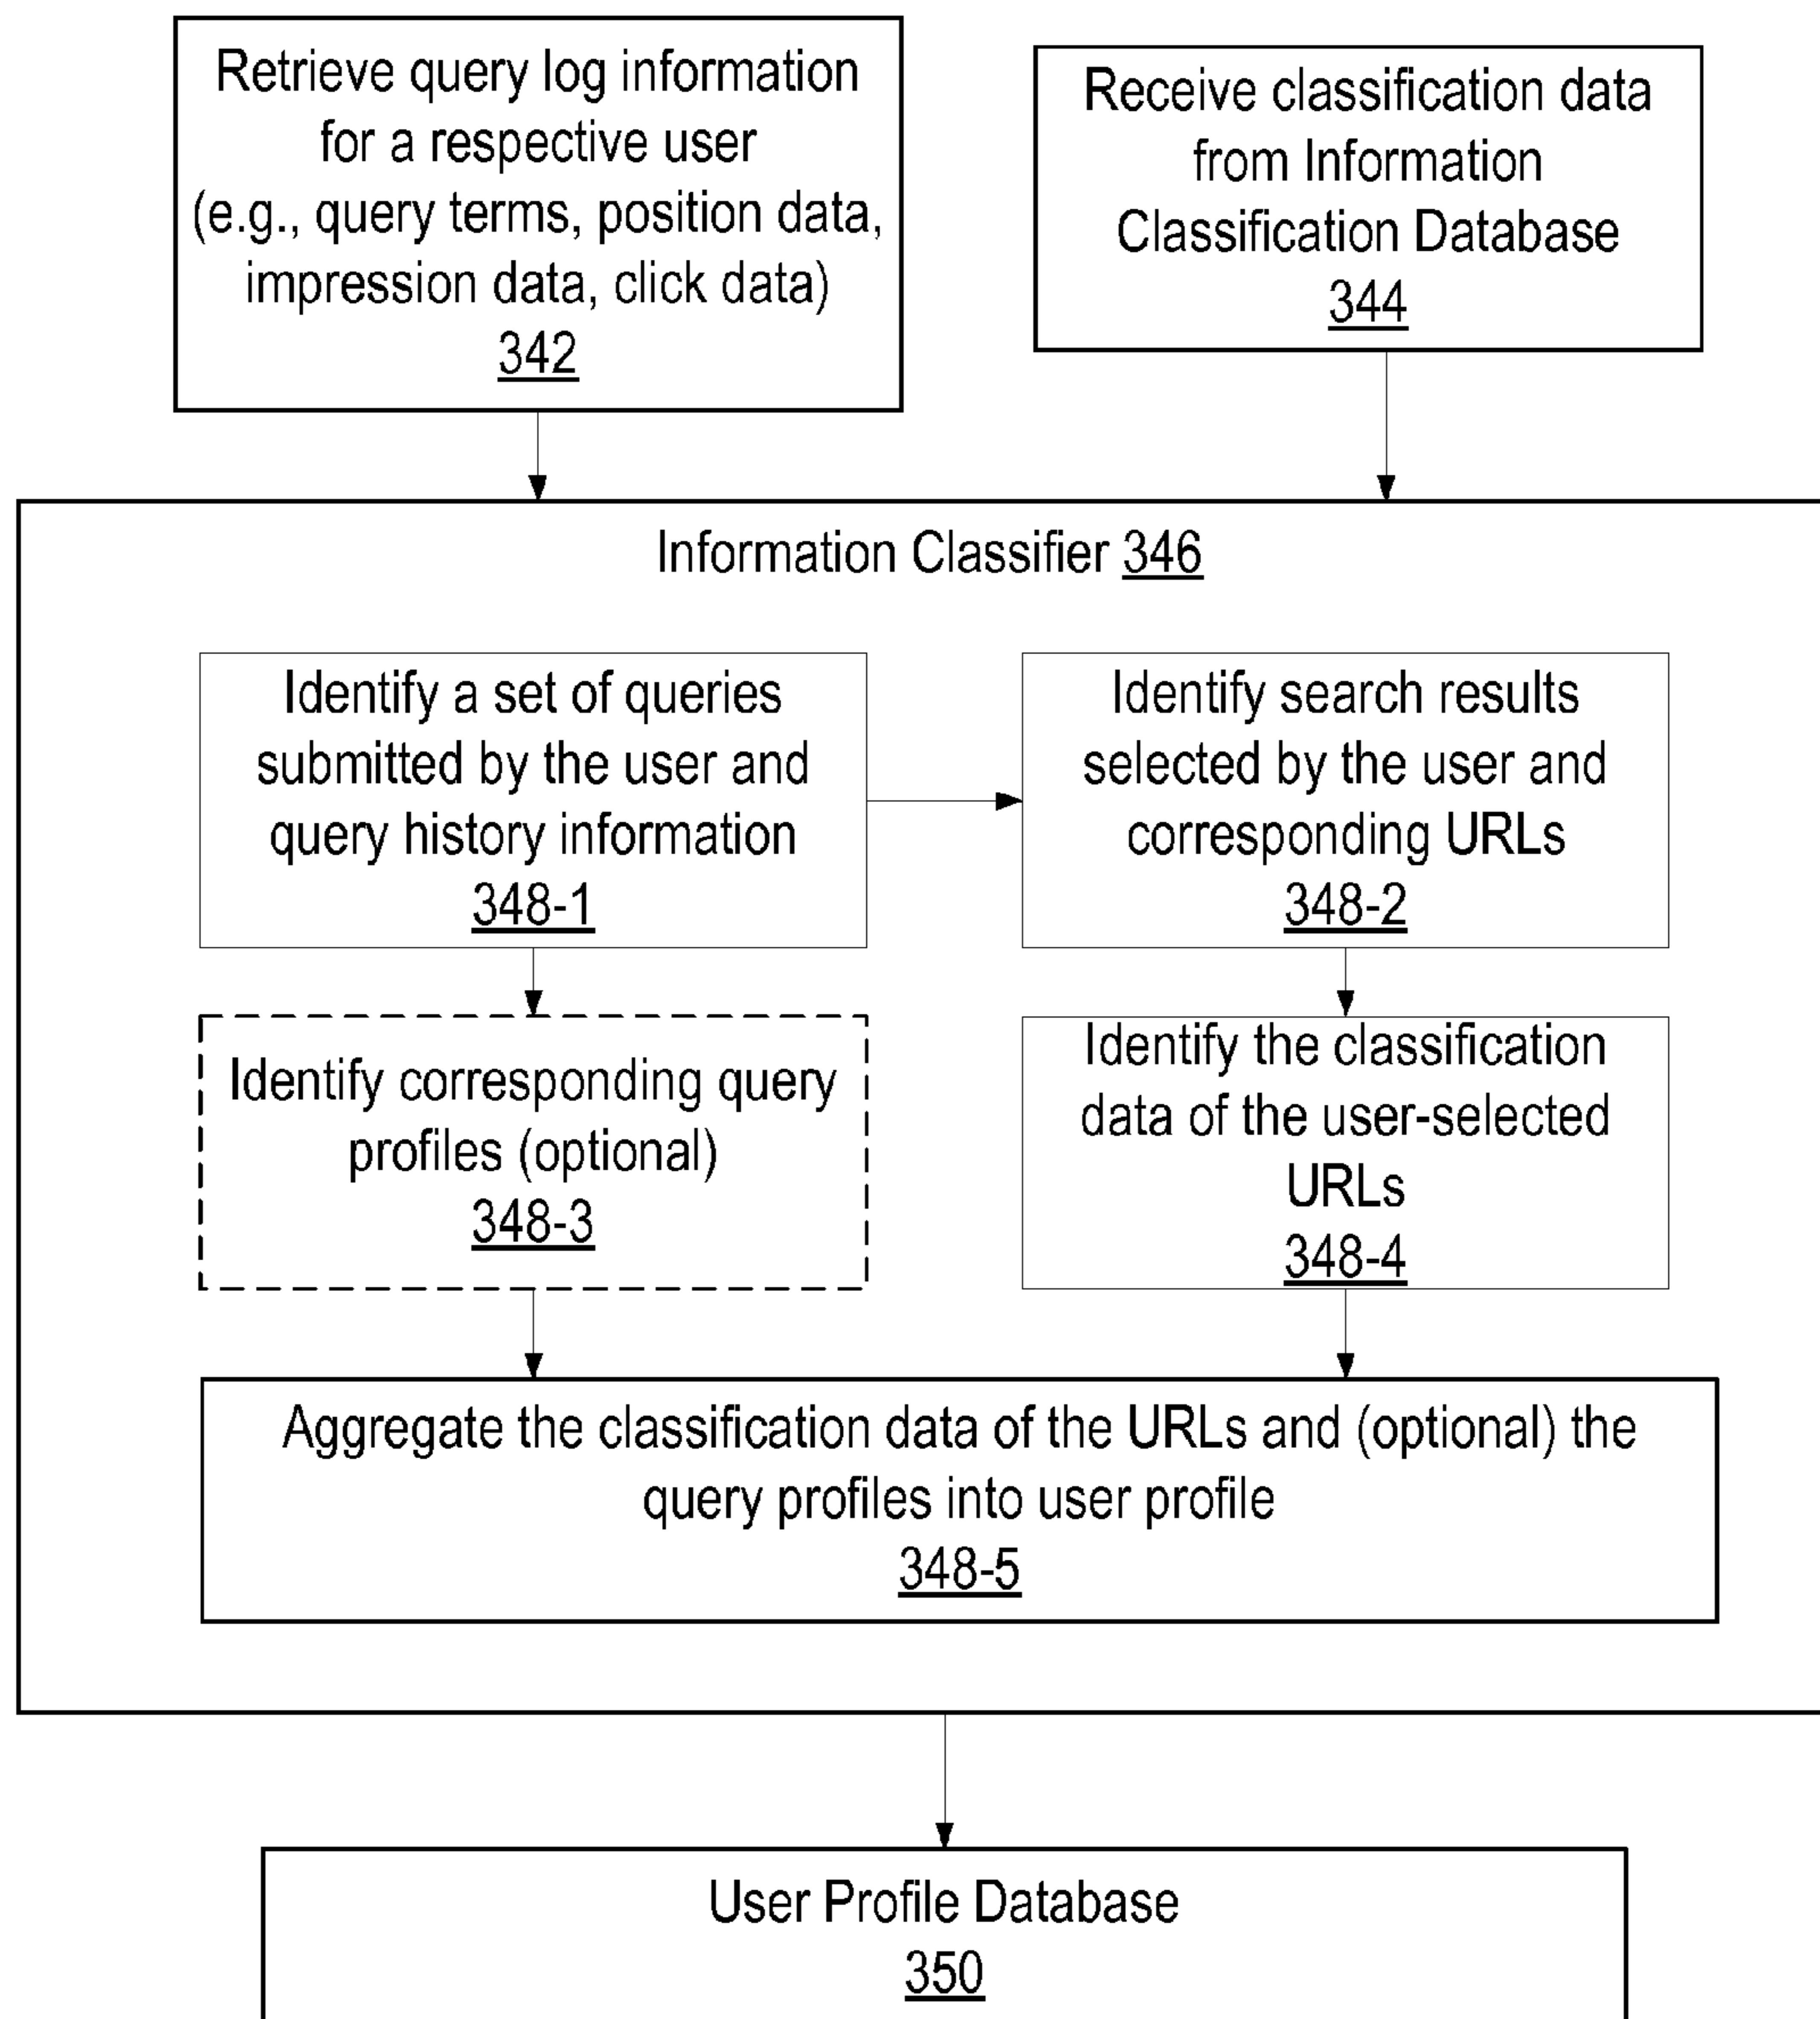 Retrieve query log information
for a respective user
(e.g., query terms, position data,
impression data, click data)
342
Receive classification data
from Information
Classification Database
344
Information Classifier 346
Identify a set of queries
submitted by the user and
query history information
348-1
Identify search results
selected by the user and
corresponding URLs
348-2
Identify corresponding query
profiles (optional)
348-3
Identify the classification
data of the user-selected
URLs
348-4
Aggregate the classification data of the URLs and (optional) the
query profiles into user profile
348-5
User Profile Database
350